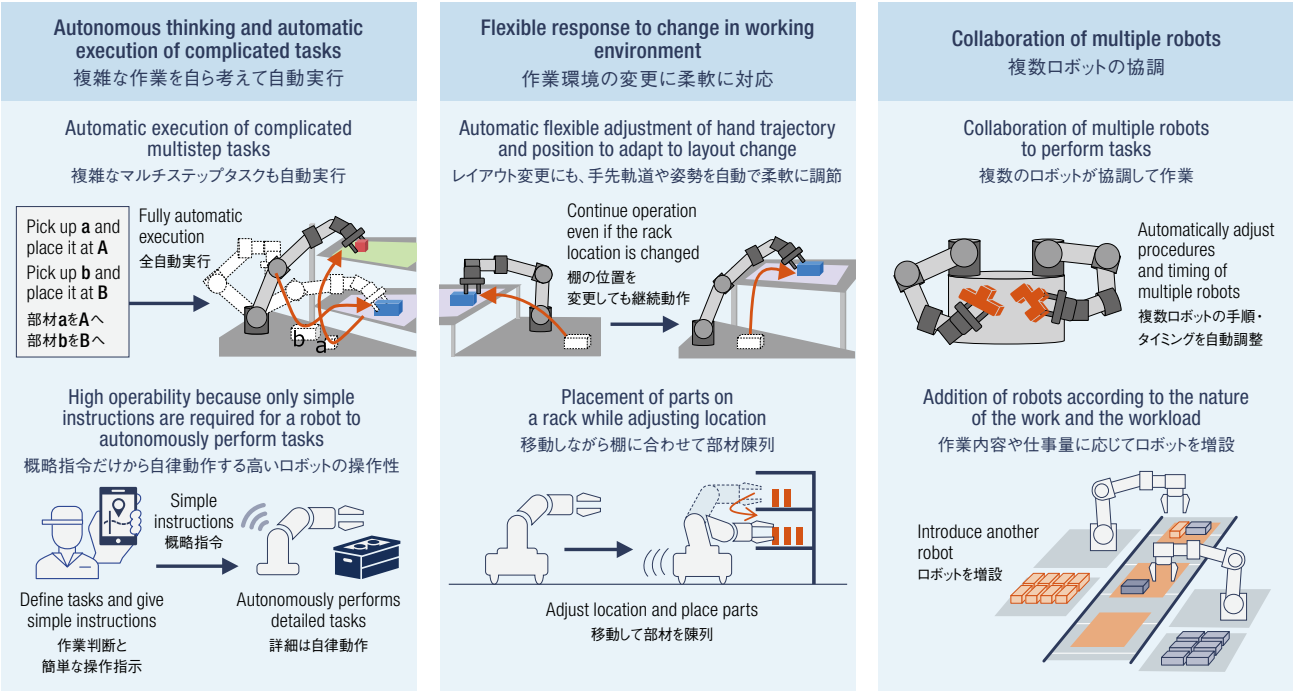 Autonomous thinking and automatic
execution of complicated tasks
複雑な作業を自ら考えて自動実行
Automatic execution of complicated
multistep tasks
複雑なマルチステップタスクも自動実行
Pick up a and
place it at A
Pick up b and
place it at B
部材aをAへ
部材bをBへ
Fully automatic
execution
全自動実行
b
a
High operability because only simple
instructions are required for a robot to
autonomously perform tasks
概略指令だけから自律動作する高いロボットの操作性
Simple
instructions
概略指令
Define tasks and give
simple instructions
作業判断と
簡単な操作指示
Autonomously performs
detailed tasks
詳細は自律動作
Flexible response to change in working
environment
作業環境の変更に柔軟に対応
Automatic flexible adjustment of hand trajectory
and position to adapt to layout change
レイアウト変更にも、手先軌道や姿勢を自動で柔軟に調節
Continue operation
even if the rack
location is changed
棚の位置を
変更しても継続動作
Placement of parts on
a rack while adjusting location
移動しながら棚に合わせて部材陳列
Adjust location and place parts
移動して部材を陳列
Collaboration of multiple robots
複数ロボットの協調
Collaboration of multiple robots
to perform tasks
複数のロボットが協調して作業
Automatically adjust
procedures
and timing of
multiple robots
複数ロボットの手順・
タイミングを自動調整
Addition of robots according to the nature
of the work and the workload
作業内容や仕事量に応じてロボットを増設
Introduce another
robot
ロボットを増設